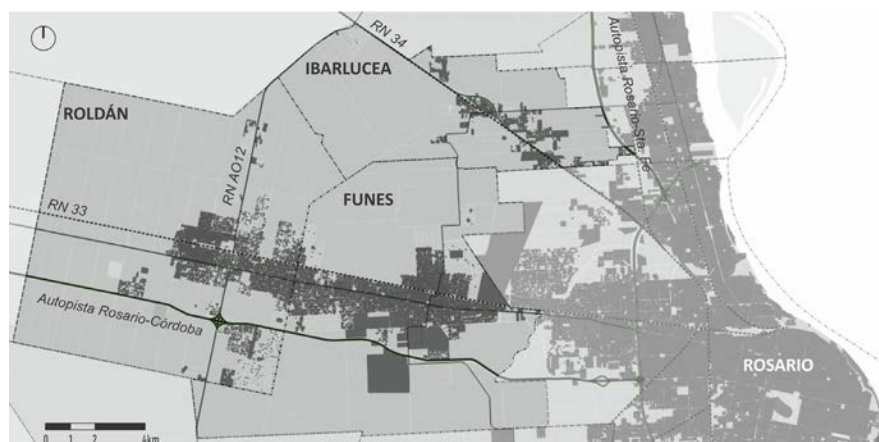 RN 34
Autopista Rosario-Sta. Fe
IBARLUCEA
ROLDÁN
RN AO12
FUNES
RN 33
Autopista Rosario-Córdoba
ROSARIO
0 1 2 4km